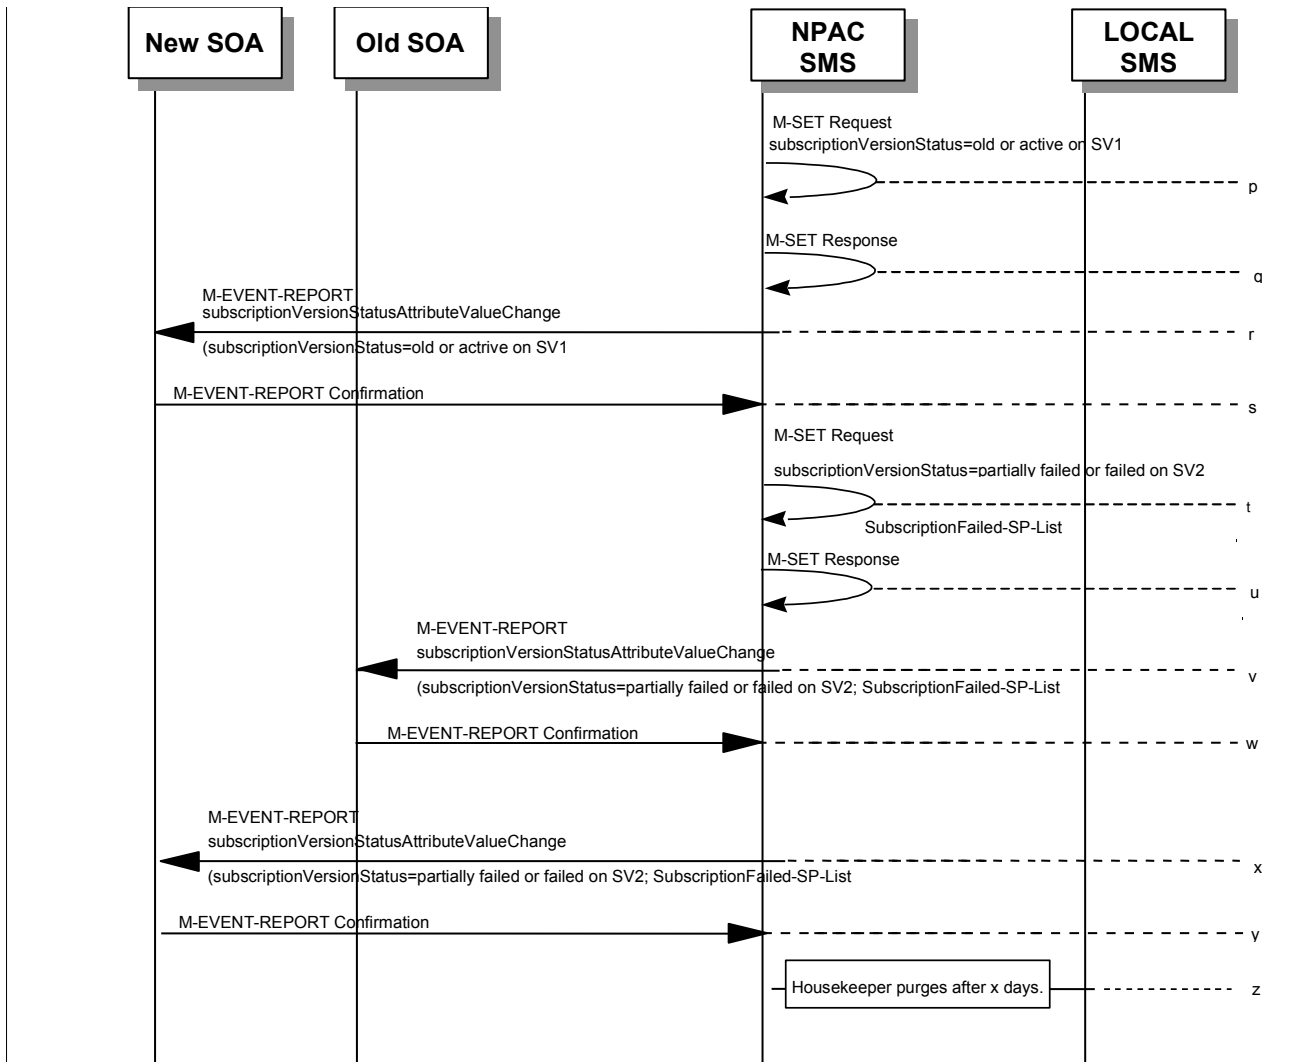 New SOA
Old SOA
NPAC
SMS
LOCAL
SMS
M-SET Request
subscriptionVersionStatus=old or active on SV1
p
M-SET Response
q
M-EVENT-REPORT
subscriptionVersionStatusAttributeValueChange
r
(subscriptionVersionStatus=old or actrive on SV1
M-EVENT-REPORT Confirmation
s
M-SET Request
subscriptionVersionStatus=partially failed or failed on SV2
t
SubscriptionFailed-SP-List
M-SET Response
u
M-EVENT-REPORT
subscriptionVersionStatusAttributeValueChange
v
(subscriptionVersionStatus=partially failed or failed on SV2; SubscriptionFailed-SP-List
M-EVENT-REPORT Confirmation
w
M-EVENT-REPORT
subscriptionVersionStatusAttributeValueChange
x
(subscriptionVersionStatus=partially failed or failed on SV2; SubscriptionFailed-SP-List
M-EVENT-REPORT Confirmation
y
Housekeeper purges after x days.
z